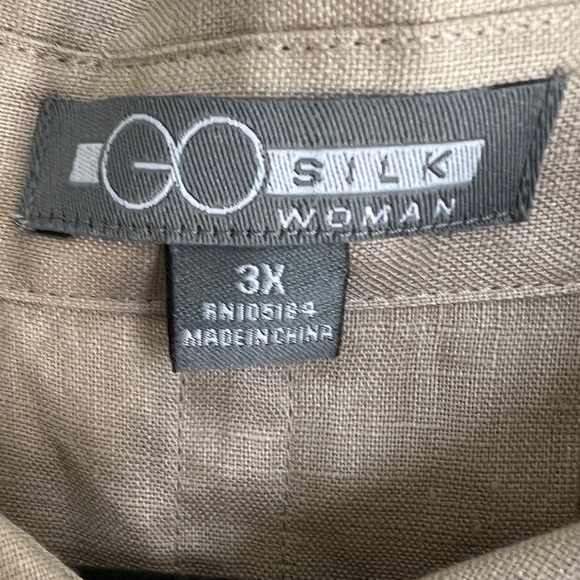 GO SILK
WOMAN
3X
RN105184
MADE IN CHINA